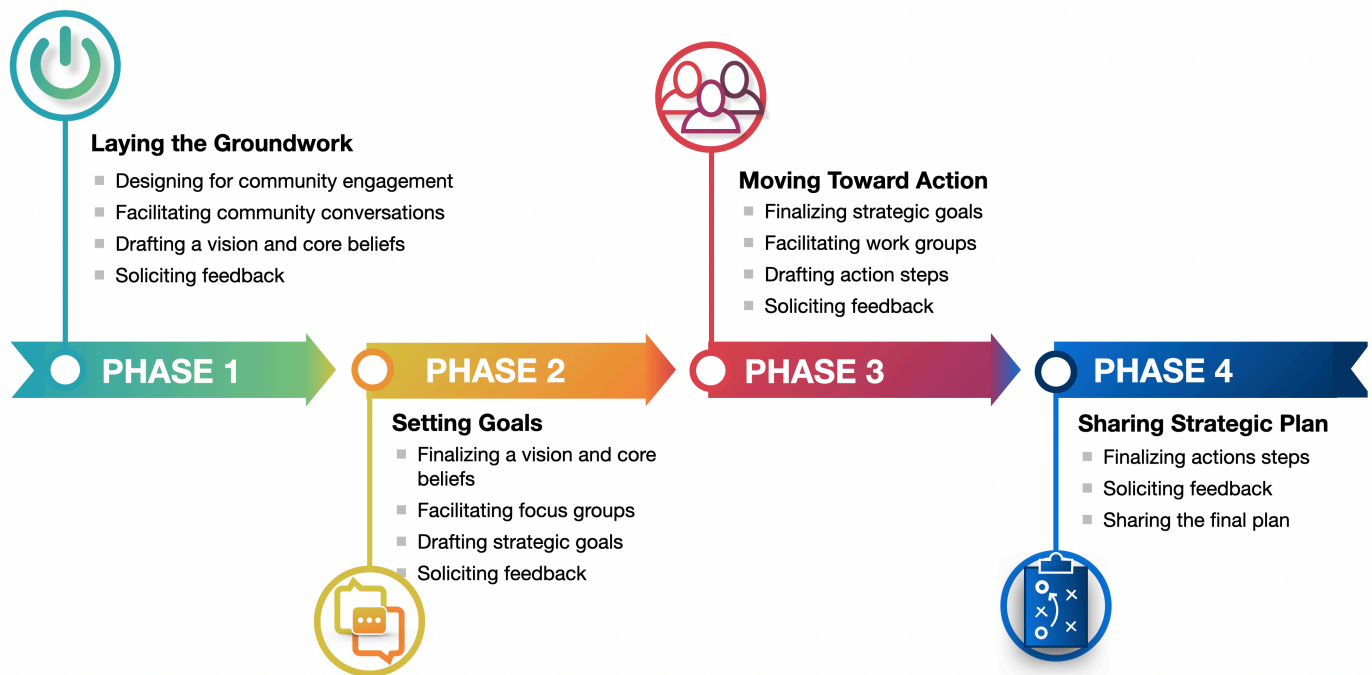 Laying the Groundwork
Designing for community engagement
Facilitating community conversations
Drafting a vision and core beliefs
Soliciting feedback
PHASE 1
PHASE 2
Setting Goals
Finalizing a vision and core
beliefs
Facilitating focus groups
Drafting strategic goals
Soliciting feedback
Moving Toward Action
Finalizing strategic goals
Facilitating work groups
Drafting action steps
Soliciting feedback
PHASE 3
PHASE 4
Sharing Strategic Plan
Finalizing actions steps
Soliciting feedback
Sharing the final plan